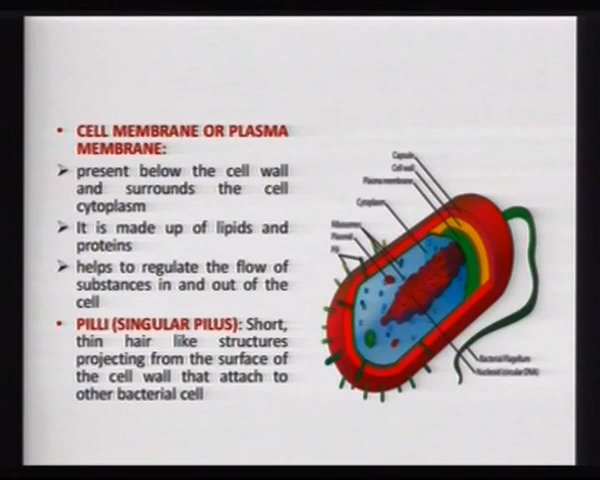 • CELL MEMBRANE OR PLASMA
MEMBRANE:
➢ present below the cell wall
and surrounds the cell
cytoplasm
➢ It is made up of lipids and
proteins
➢ helps to regulate the flow of
substances in and out of the
cell
• PILLI (SINGULAR PILUS): Short,
thin hair like structures
projecting from the surface of
the cell wall that attach to
other bacterial cell
Capsule
Cell wall
Plasma membrane
Cytoplasm
Ribosomes
Plasmid
Pili
Bacterial Flagellum
Nucleoid (circular DNA)